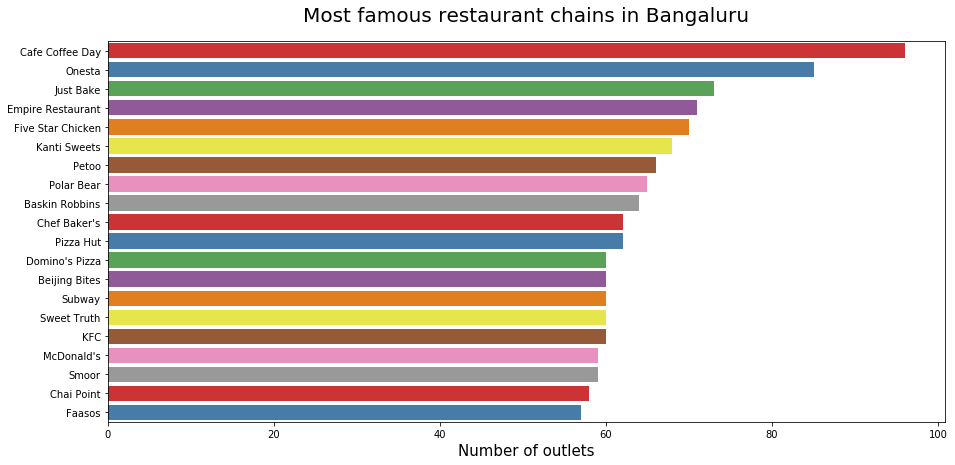 Most famous restaurant chains in Bangaluru
Cafe Coffee Day
Onesta
Just Bake
Empire Restaurant
Five Star Chicken
Kanti Sweets
Petoo
Polar Bear
Baskin Robbins
Chef Baker's
Pizza Hut
Domino's Pizza
Beijing Bites
Subway
Sweet Truth
KFC
McDonald's
Smoor
Chai Point
Faasos
0 20 40 60 80 100
Number of outlets